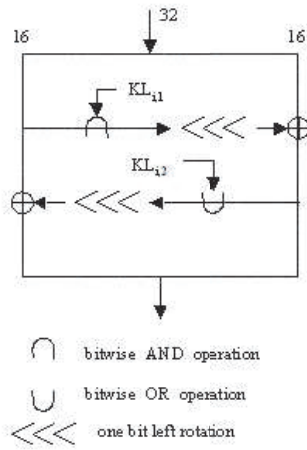 32
16 16
KLi1
KLi2
bitwise AND operation
bitwise OR operation
one bit left rotation